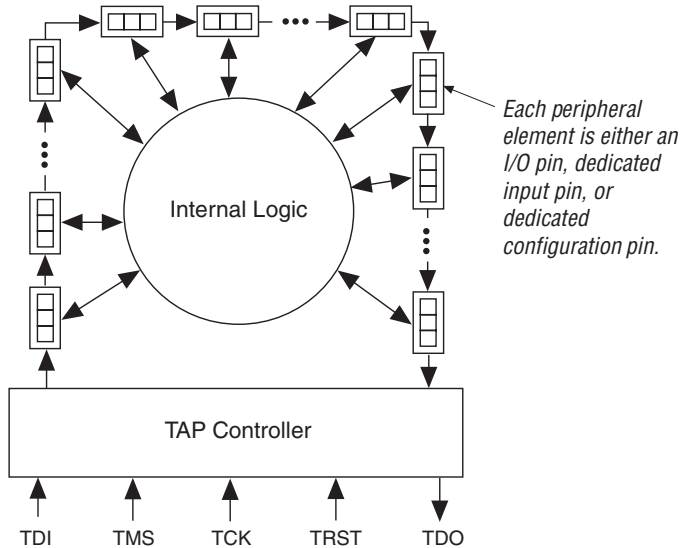 Each peripheral
element is either an
I/O pin, dedicated
input pin, or
dedicated
configuration pin.
Internal Logic
TAP Controller
TDI
TMS
TCK
TRST
TDO